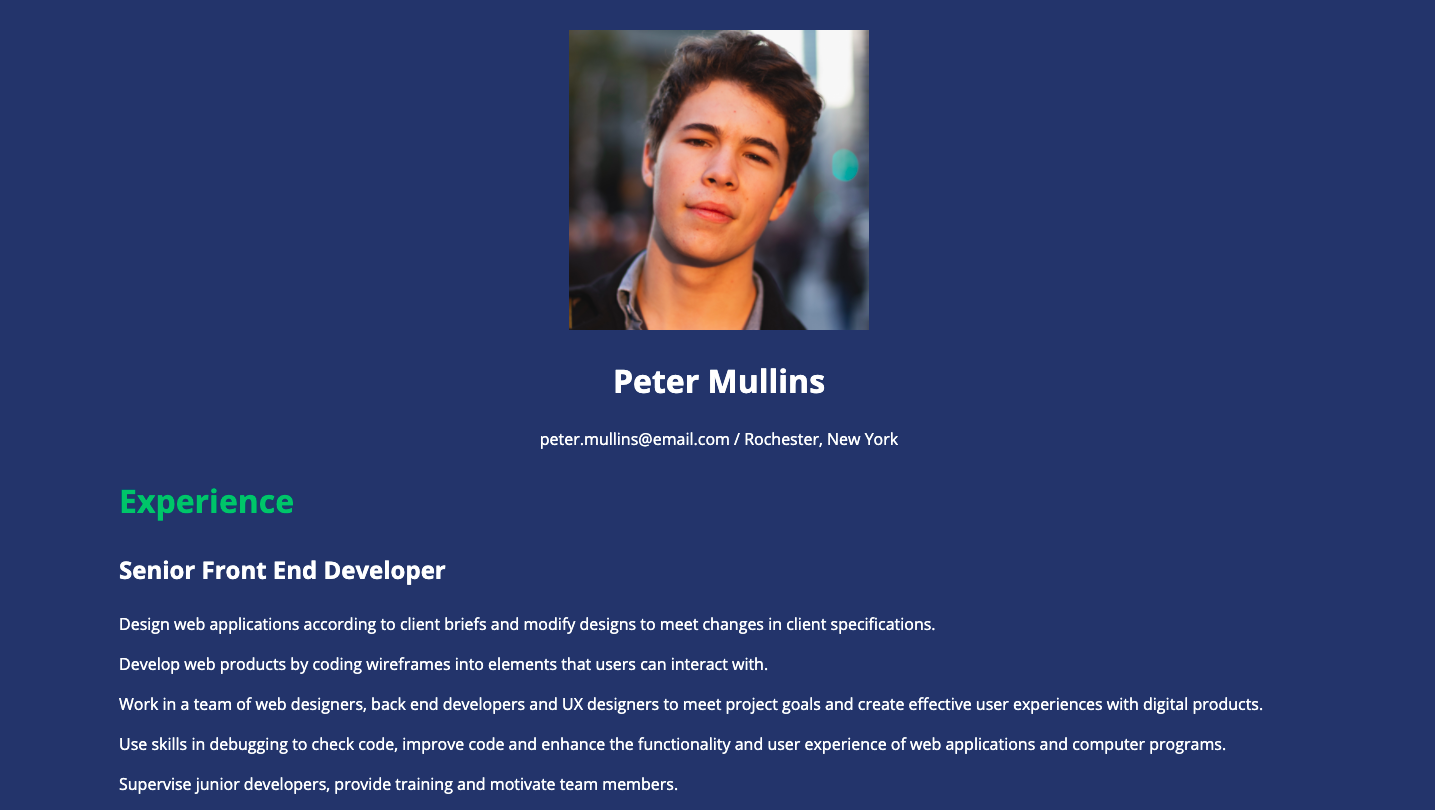 Peter Mullins
peter.mullins@email.com / Rochester, New York
Experience
Senior Front End Developer
Design web applications according to client briefs and modify designs to meet changes in client specifications.
Develop web products by coding wireframes into elements that users can interact with.
Work in a team of web designers, back end developers and UX designers to meet project goals and create effective user experiences with digital products.
Use skills in debugging to check code, improve code and enhance the functionality and user experience of web applications and computer programs.
Supervise junior developers, provide training and motivate team members.